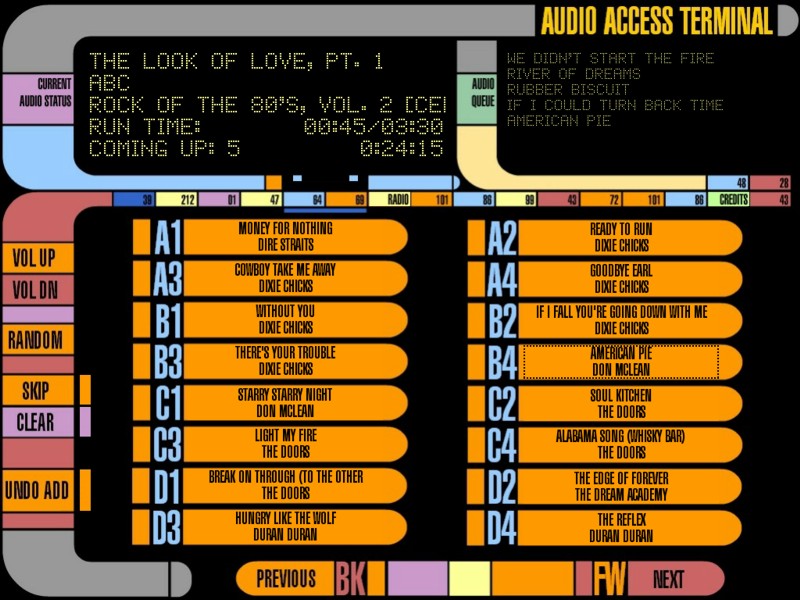 AUDIO ACCESS TERMINAL
CURRENT
AUDIO STATUS
THE LOOK OF LOVE, PT. 1
ABC
ROCK OF THE 80'S, VOL. 2 [CEI
RUN TIME: 00:45/03:30
COMING UP: 5 0:24:15
AUDIO
QUEUE
WE DIDN'T START THE FIRE
RIVER OF DREAMS
RUBBER BISCUIT
IF I COULD TURN BACK TIME
AMERICAN PIE
48 28
39 212 D1 47 84 69 RADIO 101 86 99 43 72 101 86 CREDITS 43
VOL UP
VOL DN
RANDOM
SKIP
CLEAR
UNDO ADD
A1 MONEY FOR NOTHING
DIRE STRAITS
A2 READY TO RUN
DIXIE CHICKS
A3 COWBOY TAKE ME AWAY
DIXIE CHICKS
A4 GOODBYE EARL
DIXIE CHICKS
B1 WITHOUT YOU
DIXIE CHICKS
B2 IF I FALL YOU'RE GOING DOWN WITH ME
DIXIE CHICKS
B3 THERE'S YOUR TROUBLE
DIXIE CHICKS
B4 AMERICAN PIE
DON MCLEAN
C1 STARRY STARRY NIGHT
DON MCLEAN
C2 SOUL KITCHEN
THE DOORS
C3 LIGHT MY FIRE
THE DOORS
C4 ALABAMA SONG (WHISKY BAR)
THE DOORS
D1 BREAK ON THROUGH (TO THE OTHER
THE DOORS
D2 THE EDGE OF FOREVER
THE DREAM ACADEMY
D3 HUNGRY LIKE THE WOLF
DURAN DURAN
D4 THE REFLEX
DURAN DURAN
PREVIOUS BK FW NEXT